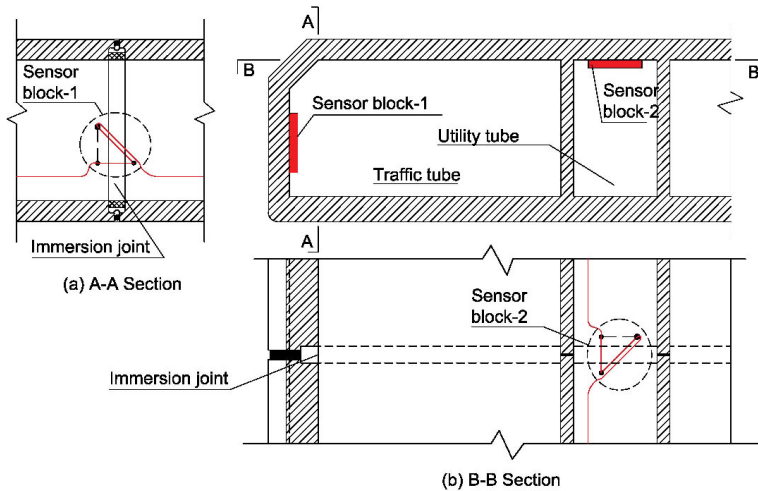 A
B
B
Sensor
block-1
Sensor block-1
Sensor
block-2
Utility tube
Traffic tube
Immersion joint
A
(a) A-A Section
Sensor
block-2
Immersion joint
(b) B-B Section